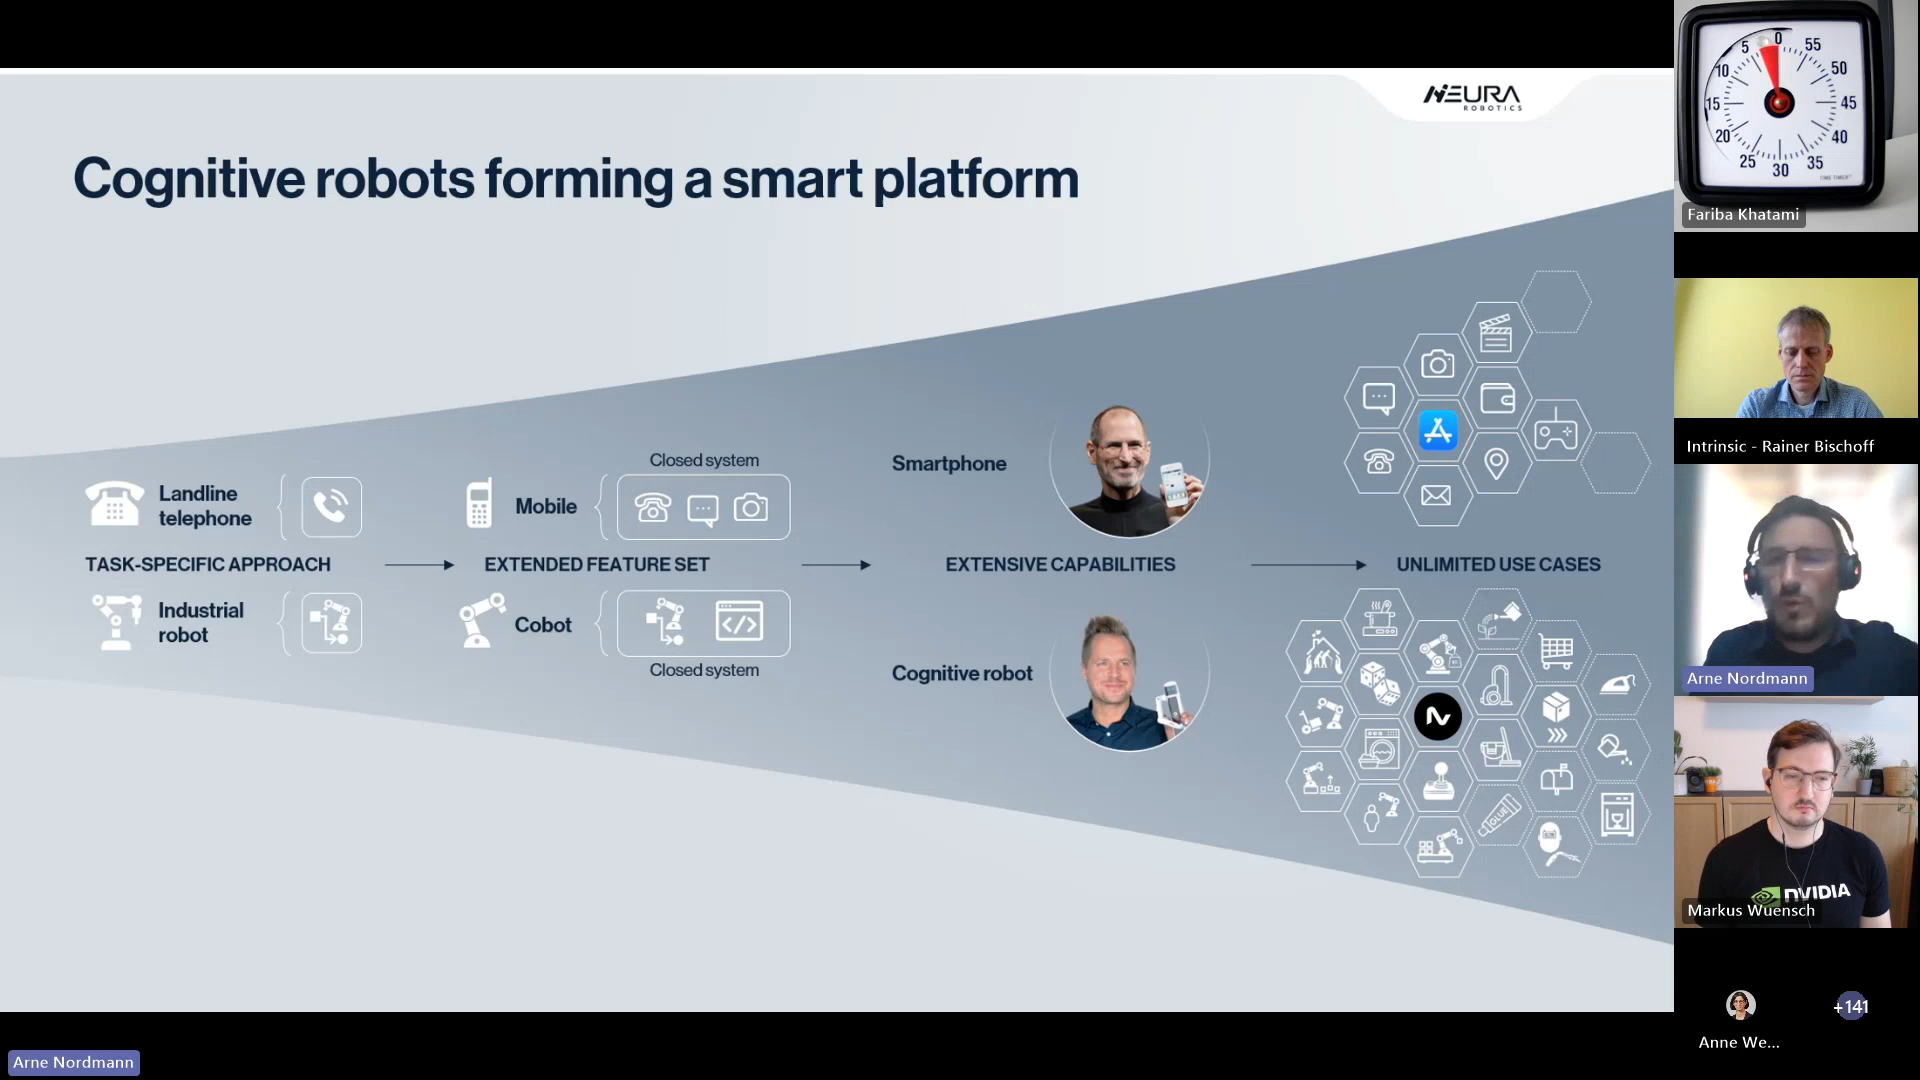 NEURA
ROBOTICS
Cognitive robots forming a smart platform
Landline
telephone
TASK-SPECIFIC APPROACH
Industrial
robot
Closed system
Mobile
EXTENDED FEATURE SET
Cobot
Closed system
Smartphone
EXTENSIVE CAPABILITIES
Cognitive robot
UNLIMITED USE CASES
GLUE
0
5
10
15
20
25
30
35
40
45
50
55
TIME TIMER
Fariba Khatami
Intrinsic - Rainer Bischoff
Arne Nordmann
NVIDIA
Markus Wuensch
Anne We...
+141
Arne Nordmann